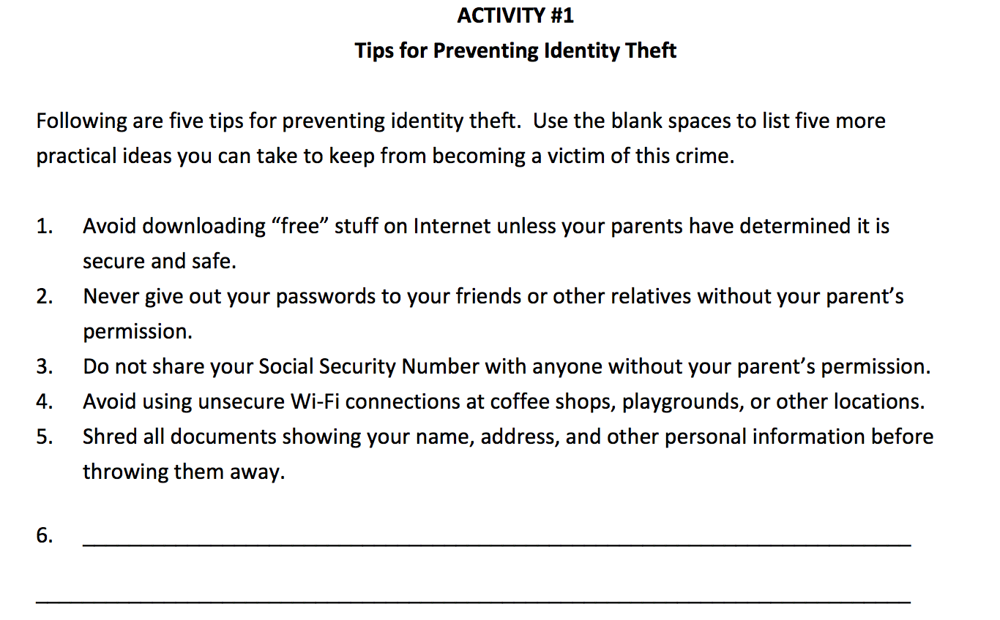 ACTIVITY #1
Tips for Preventing Identity Theft
Following are five tips for preventing identity theft.  Use the blank spaces to list five more
practical ideas you can take to keep from becoming a victim of this crime.
1. Avoid downloading “free” stuff on Internet unless your parents have determined it is
secure and safe.
2. Never give out your passwords to your friends or other relatives without your parent’s
permission.
3. Do not share your Social Security Number with anyone without your parent’s permission.
4. Avoid using unsecure Wi-Fi connections at coffee shops, playgrounds, or other locations.
5. Shred all documents showing your name, address, and other personal information before
throwing them away.
6.